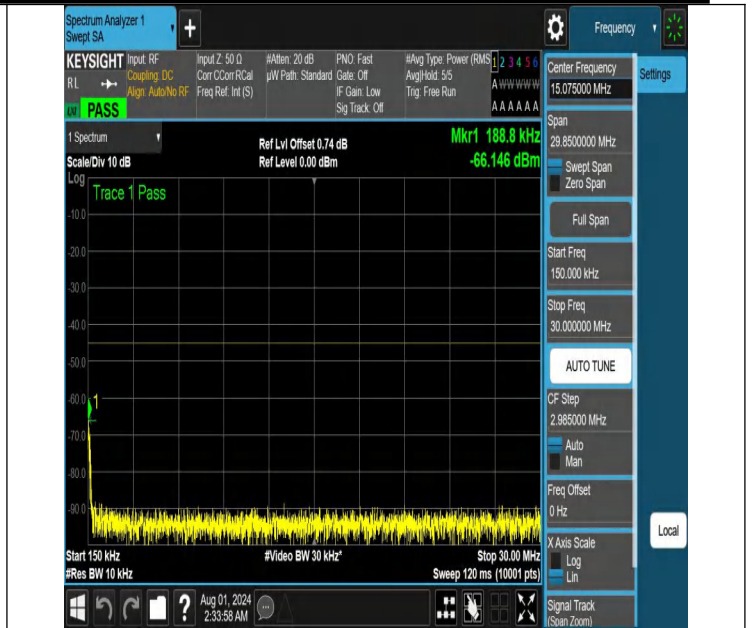 Spectrum Analyzer 1
Swept SA
+
Frequency
KEYSIGHT
RL
PASS
Input: RF
Coupling: DC
Align: Auto/No RF
Input Z: 50 Ω
Corr CCorr RCal
Freq Ref: Int (S)
#Atten: 20 dB
µW Path: Standard
PNO: Fast
Gate: Off
IF Gain: Low
Sig Track: Off
#Avg Type: Power (RMS
Avg|Hold: 5/5
Trig: Free Run
1 2 3 4 5 6
A W W W W W
A A A A A A
1 Spectrum
Scale/Div 10 dB
Ref Lvl Offset 0.74 dB
Ref Level 0.00 dBm
Mkr1 188.8 kHz
-66.146 dBm
Log
Trace 1 Pass
-10.0
-20.0
-30.0
-40.0
-50.0
-60.0
1
-70.0
-80.0
-90.0
Start 150 kHz
#Res BW 10 kHz
#Video BW 30 kHz*
Stop 30.00 MHz
Sweep 120 ms (10001 pts)
Aug 01, 2024
2:33:58 AM
Center Frequency
15.075000 MHz
Settings
Span
29.8500000 MHz
Swept Span
Zero Span
Full Span
Start Freq
150.000 kHz
Stop Freq
30.000000 MHz
AUTO TUNE
CF Step
2.985000 MHz
Auto
Man
Freq Offset
0 Hz
X Axis Scale
Log
Lin
Local
Signal Track
(Span Zoom)